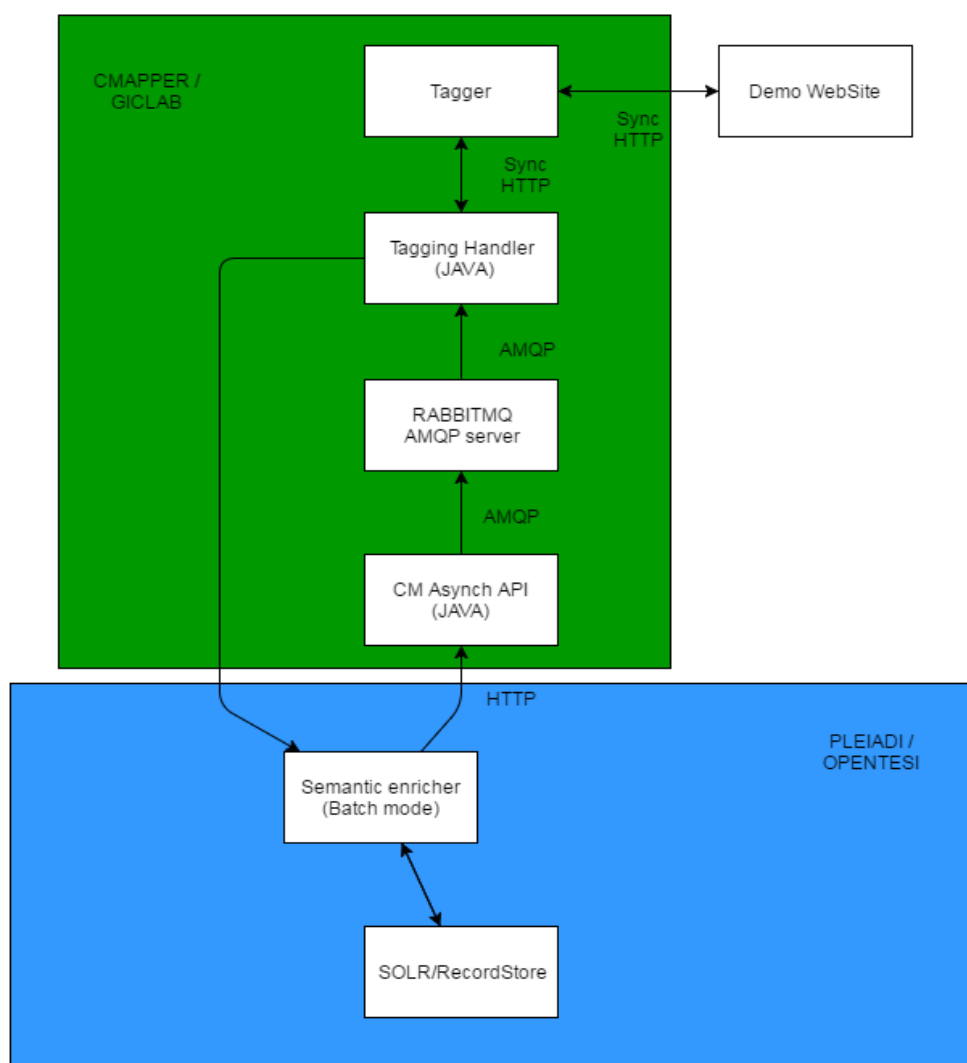 CMAPPER /
GICLAB
Tagger
Demo WebSite
Sync
HTTP
Sync
HTTP
Tagging Handler
(JAVA)
AMQP
RABBITMQ
AMQP server
AMQP
CM Asynch API
(JAVA)
HTTP
PLEIADI /
OPENTESI
Semantic enricher
(Batch mode)
SOLR/RecordStore